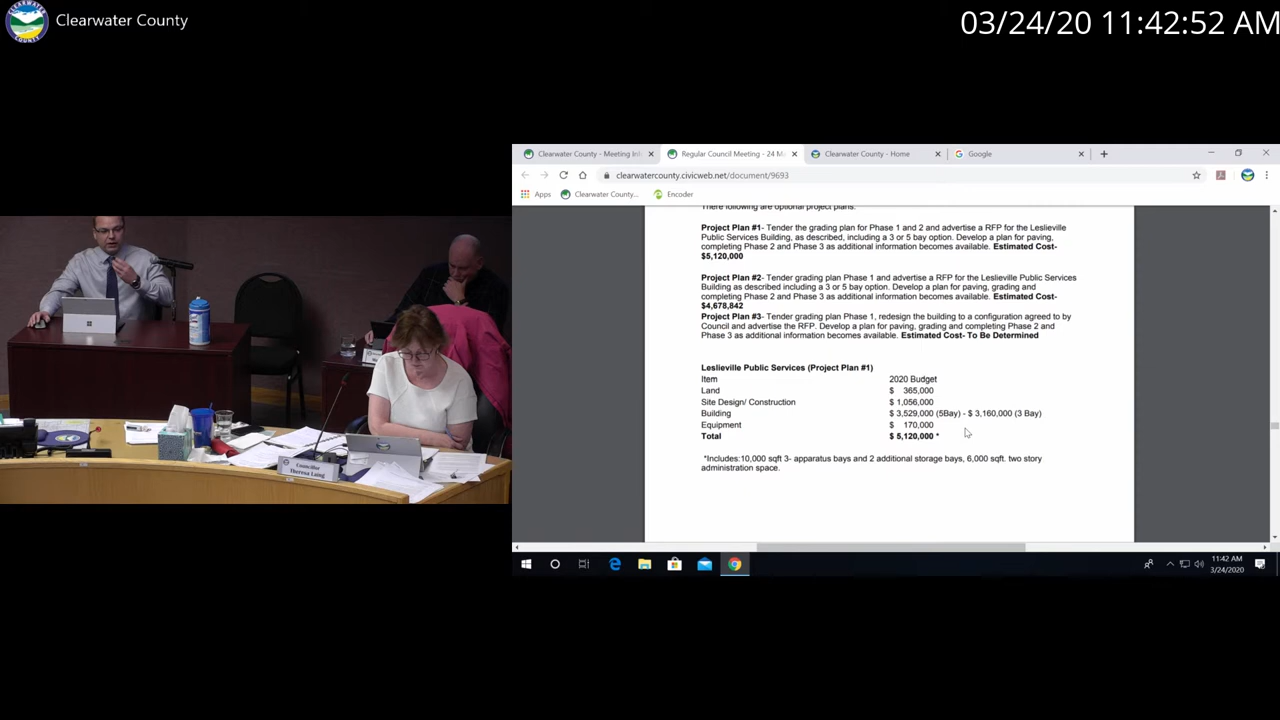 Clearwater County
03/24/20 11:42:52 AM
Clearwater County - Meeting Inf
Regular Council Meeting - 24 M
Clearwater County - Home
Google
clearwatercounty.civicweb.net/document/9693
Apps
Clearwater County...
Encoder
There following are optional project plans.
Project Plan #1- Tender the grading plan for Phase 1 and 2 and advertise a RFP for the Leslieville
Public Services Building, as described, including a 3 or 5 bay option. Develop a plan for paving,
completing Phase 2 and Phase 3 as additional information becomes available. Estimated Cost-
$5,120,000
Project Plan #2- Tender grading plan Phase 1 and advertise a RFP for the Leslieville Public Services
Building as described including a 3 or 5 bay option. Develop a plan for paving, grading and
completing Phase 2 and Phase 3 as additional information becomes available. Estimated Cost-
$4,678,842
Project Plan #3- Tender grading plan Phase 1, redesign the building to a configuration agreed to by
Council and advertise the RFP. Develop a plan for paving, grading and completing Phase 2 and
Phase 3 as additional information becomes available. Estimated Cost- To Be Determined
Leslieville Public Services (Project Plan #1)
Item 2020 Budget
Land $ 365,000
Site Design/ Construction $ 1,056,000
Building $ 3,529,000 (5Bay) - $ 3,160,000 (3 Bay)
Equipment $ 170,000
Total $ 5,120,000 *
*Includes:10,000 sqft 3- apparatus bays and 2 additional storage bays, 6,000 sqft. two story
administration space.
Councillor
Theresa Laing
11:42 AM
3/24/2020